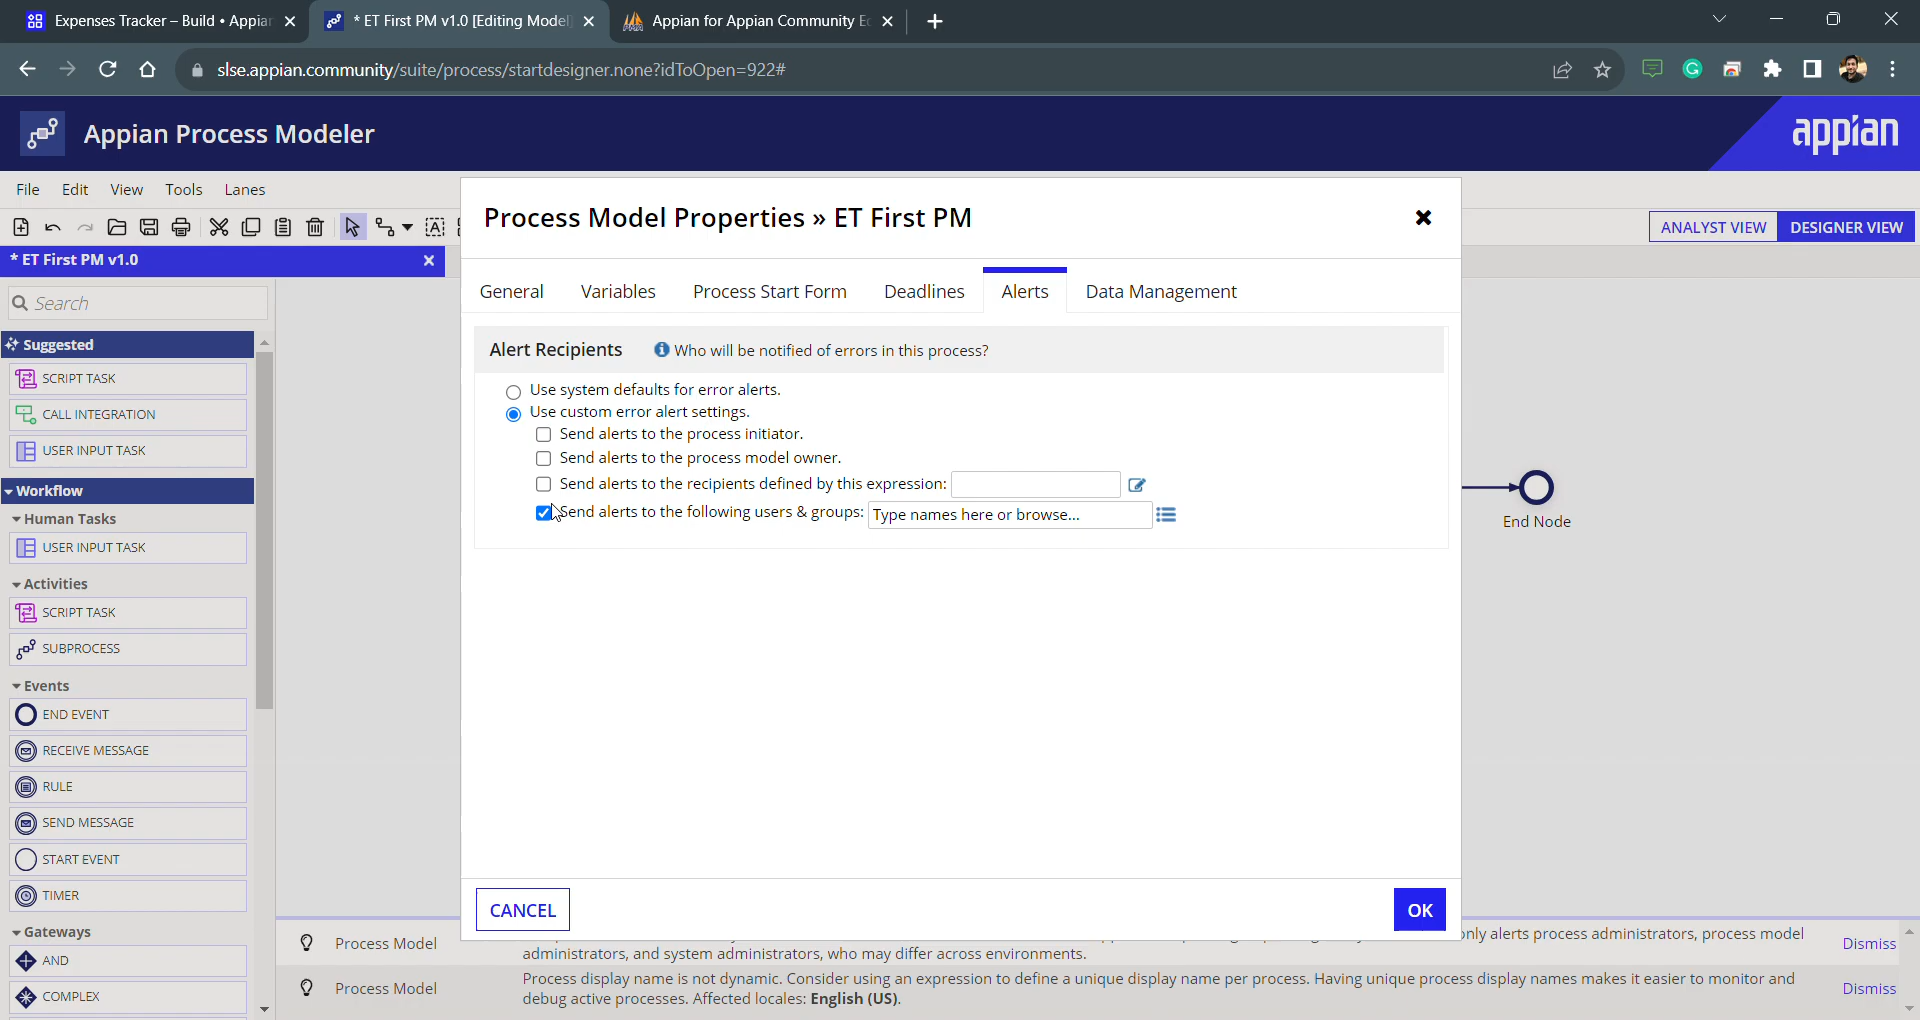 Expenses Tracker – Build • Appian
* ET First PM v1.0 [Editing Model]
Appian for Appian Community Ec
slse.appian.community/suite/process/startdesigner.none?idToOpen=922#
Appian Process Modeler
appian
File Edit View Tools Lanes
ANALYST VIEW DESIGNER VIEW
* ET First PM v1.0
Search
Suggested
SCRIPT TASK
CALL INTEGRATION
USER INPUT TASK
Workflow
Human Tasks
USER INPUT TASK
Activities
SCRIPT TASK
SUBPROCESS
Events
END EVENT
RECEIVE MESSAGE
RULE
SEND MESSAGE
START EVENT
TIMER
Gateways
AND
COMPLEX
Process Model Properties » ET First PM
General Variables Process Start Form Deadlines Alerts Data Management
Alert Recipients Who will be notified of errors in this process?
Use system defaults for error alerts.
Use custom error alert settings.
Send alerts to the process initiator.
Send alerts to the process model owner.
Send alerts to the recipients defined by this expression:
Send alerts to the following users & groups: Type names here or browse...
CANCEL OK
End Node
Process Model
only alerts process administrators, process model
administrators, and system administrators, who may differ across environments.
Dismiss
Process Model
Process display name is not dynamic. Consider using an expression to define a unique display name per process. Having unique process display names makes it easier to monitor and
debug active processes. Affected locales: English (US).
Dismiss